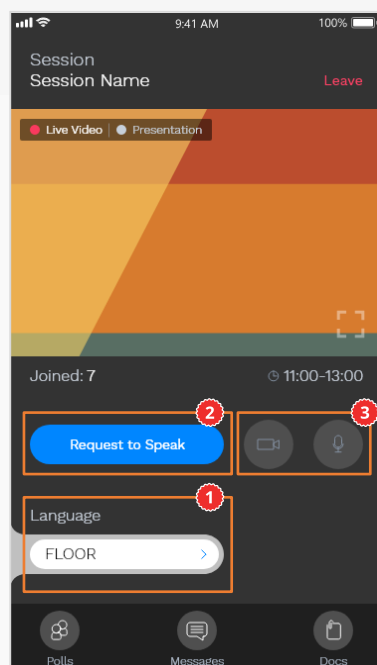 9:41 AM
100%
Session
Session Name
Leave
Live Video | Presentation
Joined: 7
11:00-13:00
2
3
Request to Speak
1
Language
FLOOR
Polls
Messages
Docs